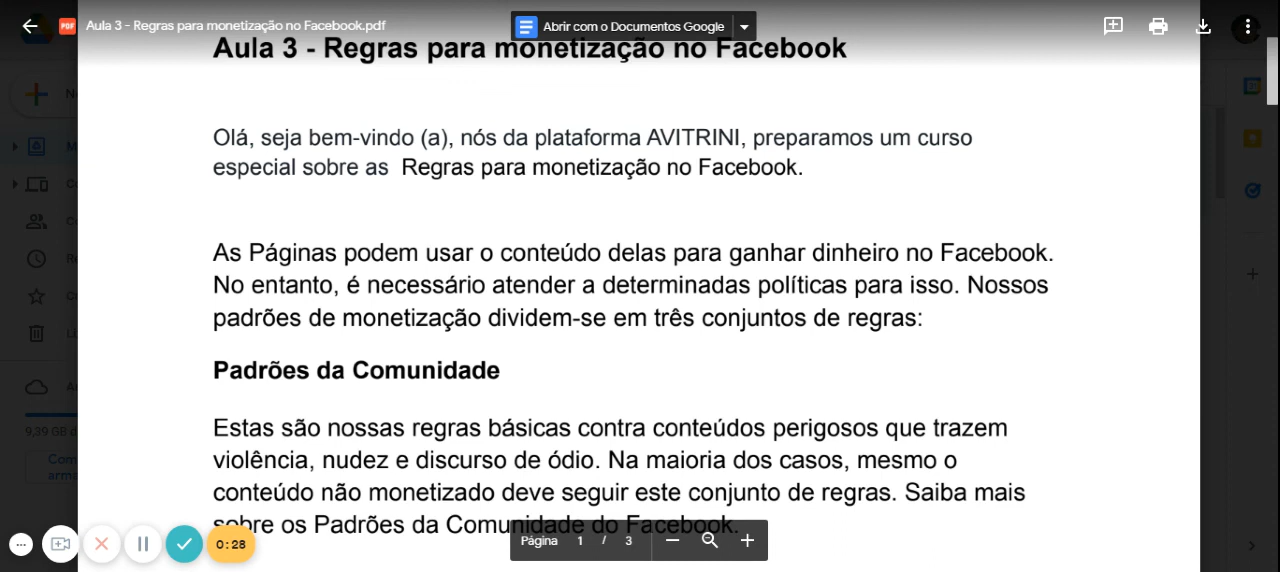 Aula 3 - Regras para monetização no Facebook.pdf
Abrir com o Documentos Google
Aula 3 - Regras para monetização no Facebook
Olá, seja bem-vindo (a), nós da plataforma AVITRINI, preparamos um curso
especial sobre as Regras para monetização no Facebook.
As Páginas podem usar o conteúdo delas para ganhar dinheiro no Facebook.
No entanto, é necessário atender a determinadas políticas para isso. Nossos
padrões de monetização dividem-se em três conjuntos de regras:
Padrões da Comunidade
Estas são nossas regras básicas contra conteúdos perigosos que trazem
violência, nudez e discurso de ódio. Na maioria dos casos, mesmo o
conteúdo não monetizado deve seguir este conjunto de regras. Saiba mais
sobre os Padrões da Comunidade do Facebook.
9,39 GB
0:28
Página 1 / 3